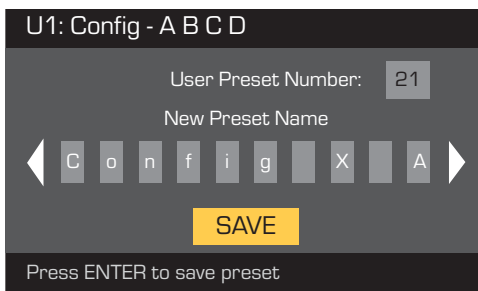 U1: Config - A B C D
User Preset Number: 21
New Preset Name
C o n f i g X A
SAVE
Press ENTER to save preset